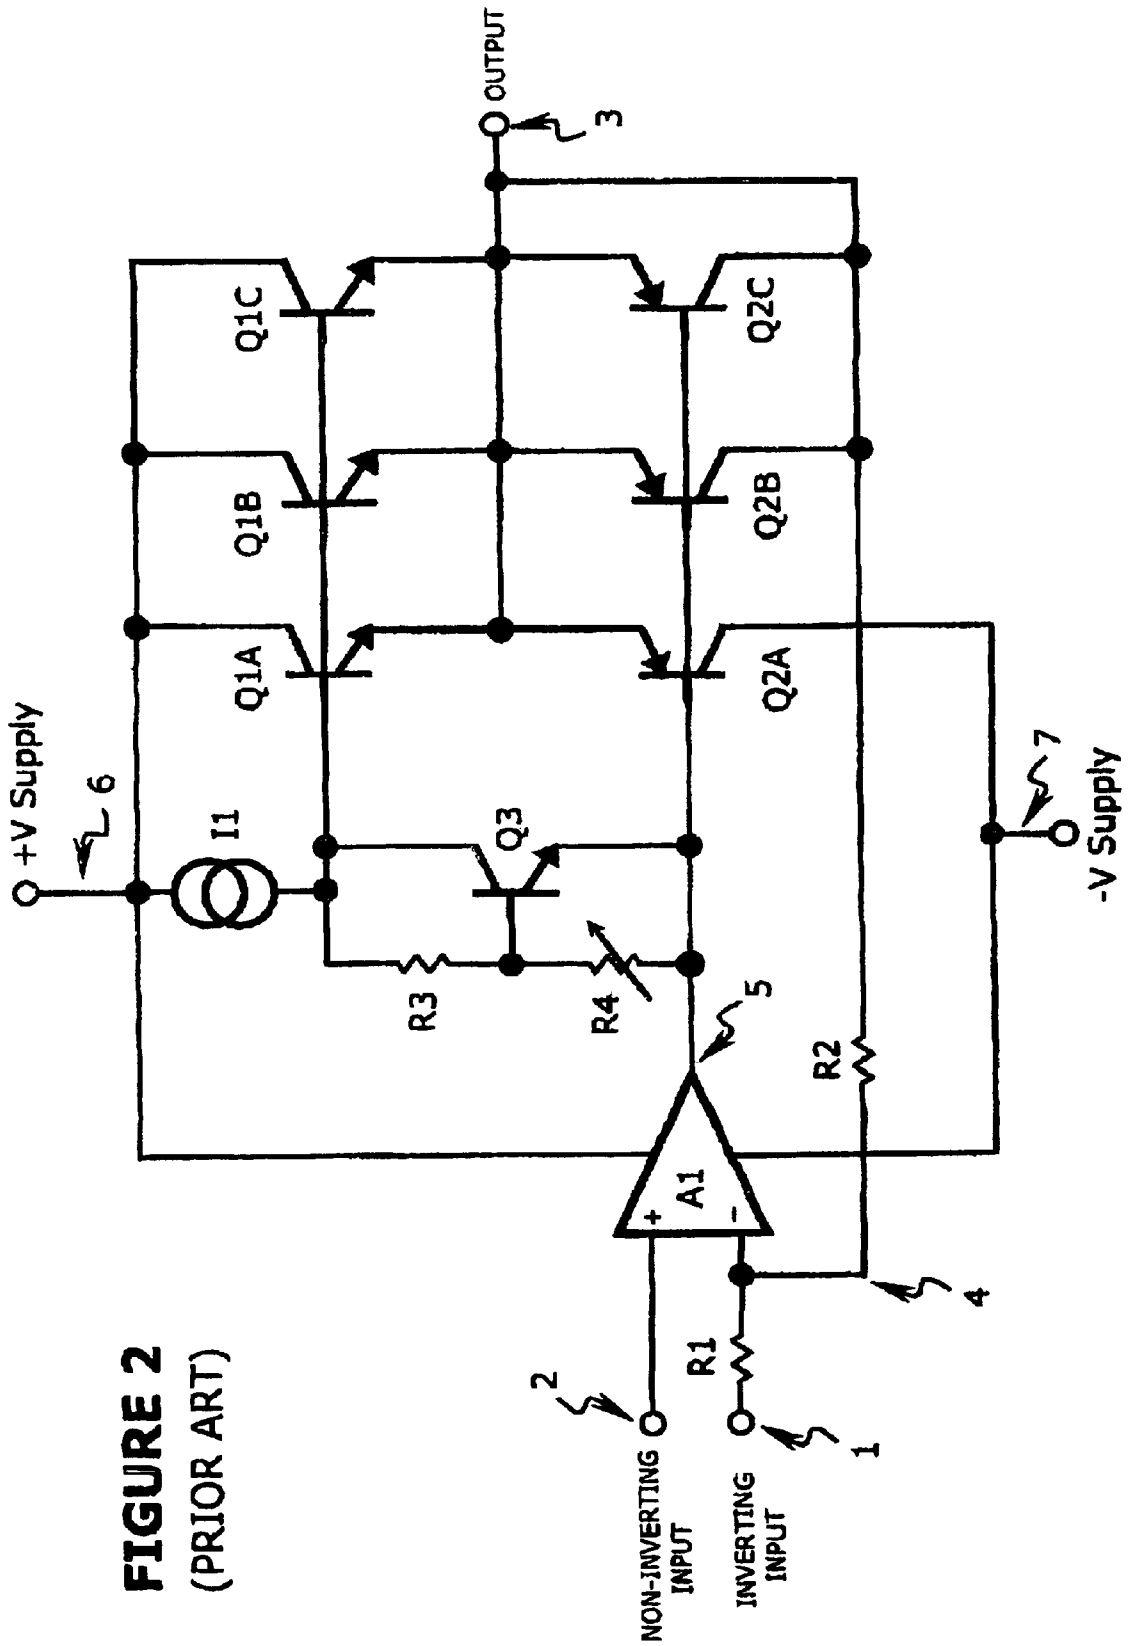 FIGURE 2
(PRIOR ART)
+V Supply
6
I1
Q1A
Q1B
Q1C
R3
Q3
R4
OUTPUT
3
NON-INVERTING
INPUT
2
+
A1
-
5
Q2A
Q2B
Q2C
R1
INVERTING
INPUT
1
R2
4
7
-V Supply